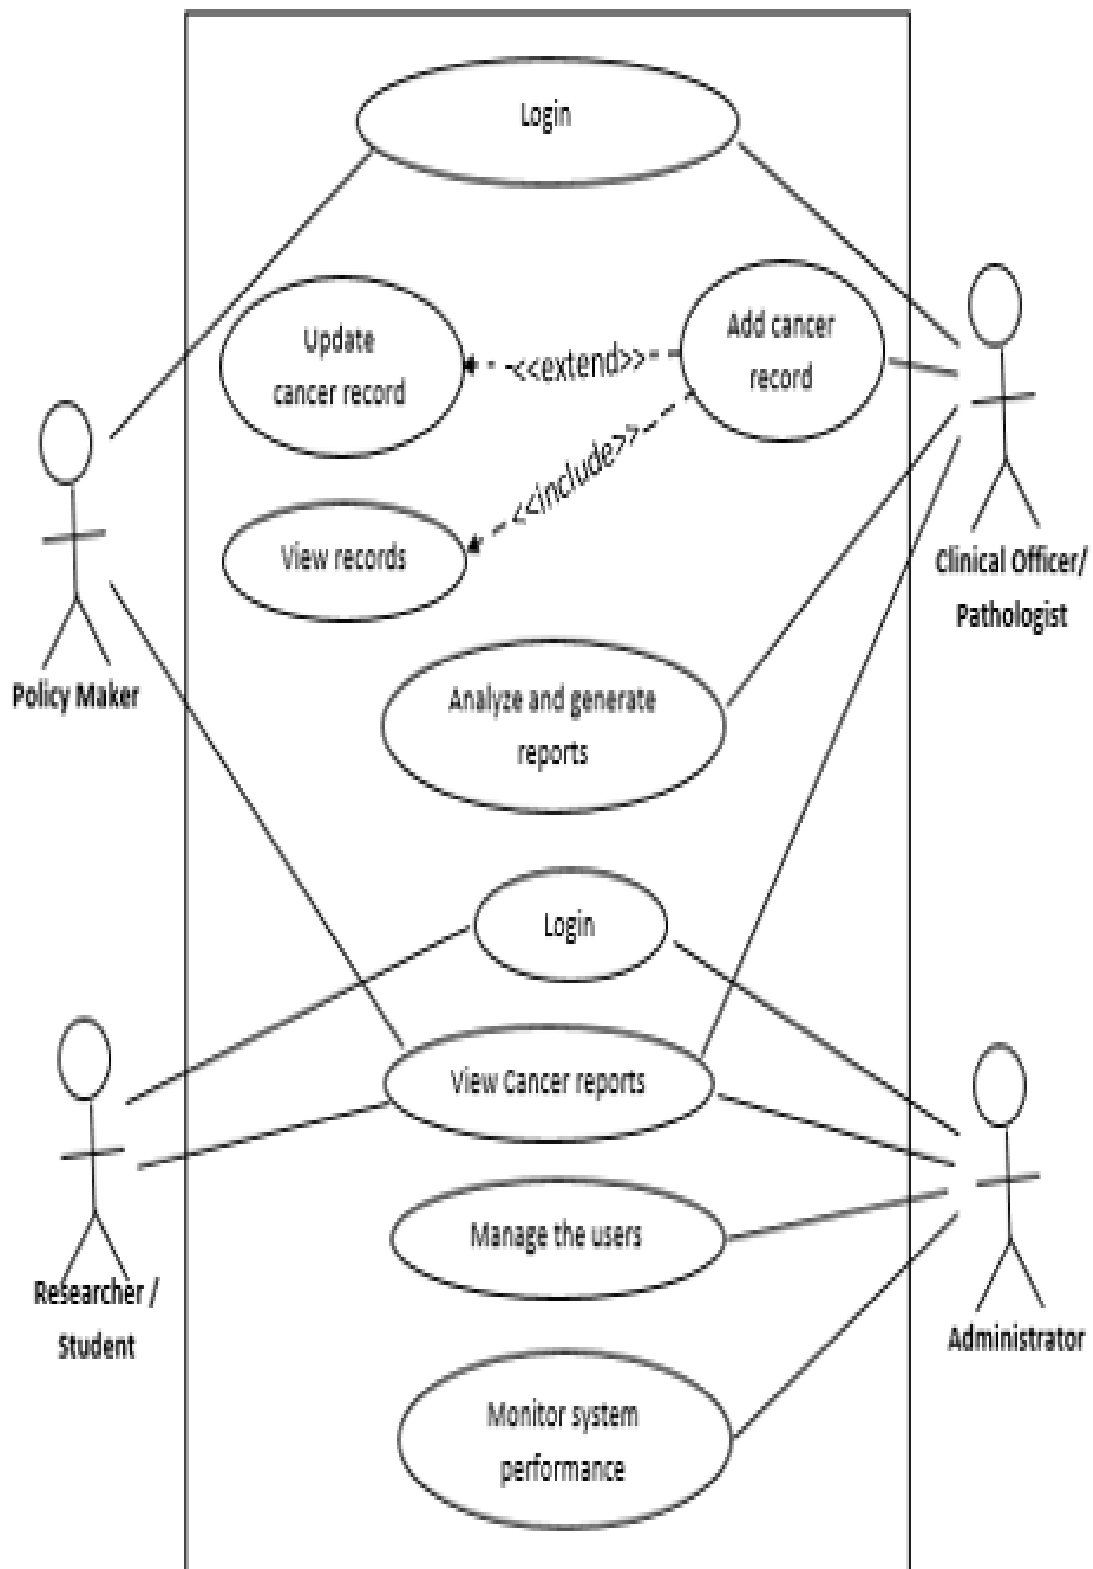 Login
Update
cancer record
<<extend>>
Add cancer
record
<<include>>
View records
Clinical Officer/
Pathologist
Policy Maker
Analyze and generate
reports
Login
View Cancer reports
Manage the users
Researcher /
Student
Administrator
Monitor system
performance